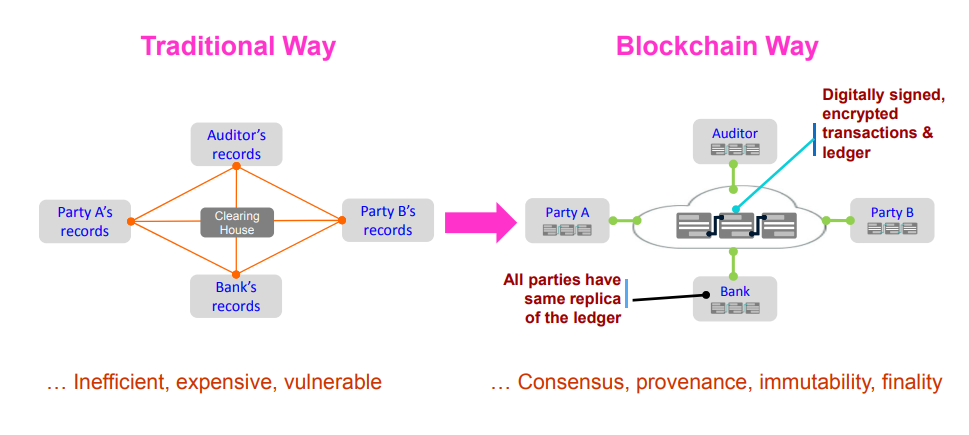 Traditional Way
Auditor's
records
Party A's
records
Clearing
House
Party B's
records
Bank's
records
… Inefficient, expensive, vulnerable
Blockchain Way
Digitally signed,
encrypted
transactions &
ledger
Auditor
Party A
Party B
All parties have
same replica
of the ledger
Bank
… Consensus, provenance, immutability, finality